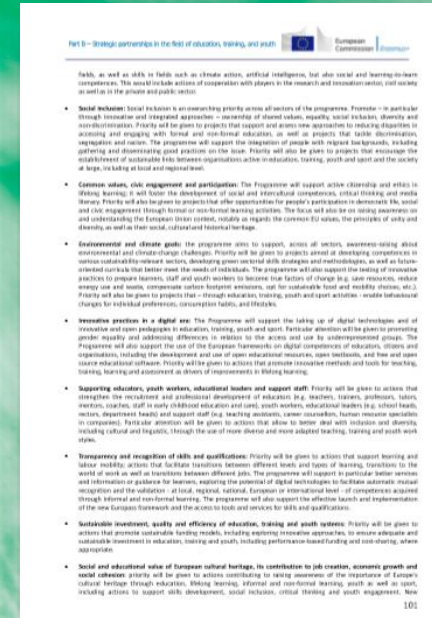 Part B – Strategic partnerships in the field of education, training, and youth
European
Commission
Erasmus+
fields, as well as skills in fields such as climate action, artificial intelligence, but also social and learning-to-learn
competences. This would include actions of cooperation with players in the research and innovation sector, civil society
as well as in the private and public sector.
▪ Social inclusion: Social inclusion is an overarching priority across all sectors of the programme. Promote – in particular
through innovative and integrated approaches – ownership of shared values, equality, social inclusion, diversity and
non-discrimination. Priority will be given to projects that support and assess new approaches to reducing disparities in
accessing and engaging with formal and non-formal education, as well as projects that tackle discrimination,
segregation and racism. The programme will support the integration of people with migrant backgrounds, including
gathering and disseminating good practices on the issue. Priority will also be given to projects that encourage the
establishment of sustainable links between organisations active in education, training, youth and sport and the society
at large, including at local and regional level.
▪ Common values, civic engagement and participation: The Programme will support active citizenship and ethics in
lifelong learning; it will foster the development of social and intercultural competences, critical thinking and media
literacy. Priority will also be given to projects that offer opportunities for people's participation in democratic life, social
and civic engagement through formal or non-formal learning activities. The focus will also be on raising awareness on
and understanding the European Union context, notably as regards the common EU values, the principles of unity and
diversity, as well as their social, cultural and historical heritage.
▪ Environmental and climate goals: the programme aims to support, across all sectors, awareness-raising about
environmental and climate-change challenges. Priority will be given to projects aimed at developing competences in
various sustainability-relevant sectors, developing green sectorial skills strategies and methodologies, as well as future-
oriented curricula that better meet the needs of individuals. The programme will also support the testing of innovative
practices to prepare learners, staff and youth workers to become true factors of change (e.g. save resources, reduce
energy use and waste, compensate carbon footprint emissions, opt for sustainable food and mobility choices, etc.).
Priority will also be given to projects that – through education, training, youth and sport activities - enable behavioural
changes for individual preferences, consumption habits, and lifestyles.
▪ Innovative practices in a digital era: The Programme will support the taking up of digital technologies and of
innovative and open pedagogies in education, training, youth and sport. Particular attention will be given to promoting
gender equality and addressing differences in relation to the access and use by underrepresented groups. The
Programme will also support the use of the European frameworks on digital competences of educators, citizens and
organisations, including the development and use of open educational resources, open textbooks, and free and open
source educational software. Priority will be given to actions that promote innovative methods and tools for teaching,
training, learning and assessment as drivers of improvements in lifelong learning.
▪ Supporting educators, youth workers, educational leaders and support staff: Priority will be given to actions that
strengthen the recruitment and professional development of educators (e.g. teachers, trainers, professors, tutors,
mentors, coaches, staff in early childhood education and care), youth workers, educational leaders (e.g. school heads,
rectors, department heads) and support staff (e.g. teaching assistants, career counsellors, human resource specialists
in companies). Particular attention will be given to actions that allow to better deal with inclusion and diversity,
including cultural and linguistic, through the use of more diverse and more adapted teaching, training and youth work
styles.
▪ Transparency and recognition of skills and qualifications: Priority will be given to actions that support learning and
labour mobility; actions that facilitate transitions between different levels and types of learning, transitions to the
world of work as well as transitions between different jobs. The programme will support in particular better services
and information or guidance for learners, exploring the potential of digital technologies to facilitate automatic mutual
recognition and the validation - at local, regional, national, European or international level - of competences acquired
through informal and non-formal learning. The programme will also support the effective launch and implementation
of the new Europass framework and the access to tools and services for skills and qualifications.
▪ Sustainable investment, quality and efficiency of education, training and youth systems: Priority will be given to
actions that promote sustainable funding models, including exploring innovative approaches, to ensure adequate and
sustainable investment in education, training and youth, including performance-based funding and cost-sharing, where
appropriate.
▪ Social and educational value of European cultural heritage, its contribution to job creation, economic growth and
social cohesion: priority will be given to actions contributing to raising awareness of the importance of Europe's
cultural heritage through education, lifelong learning, informal and non-formal learning, youth as well as sport,
including actions to support skills development, social inclusion, critical thinking and youth engagement. New
101